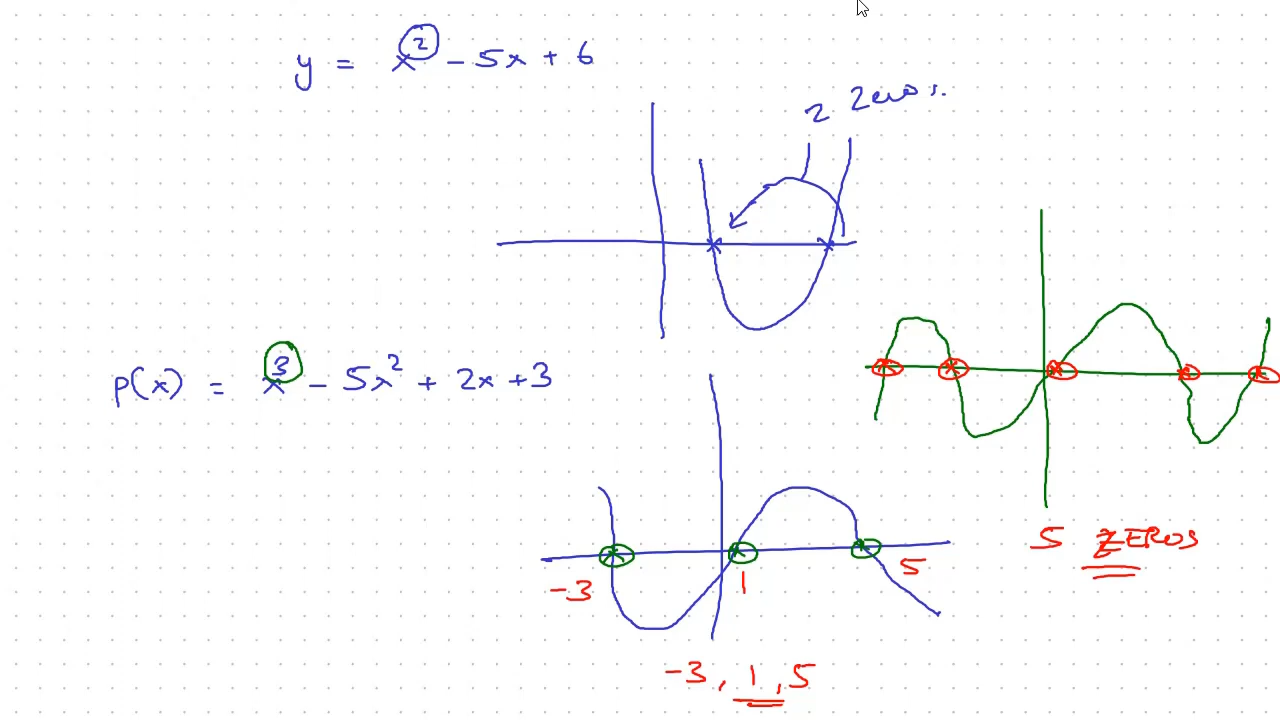 y = x² - 5x + 6
2 Zeros.
p(x) = x³ - 5x² + 2x + 3
-3
1
5
5 ZEROS
-3, 1, 5